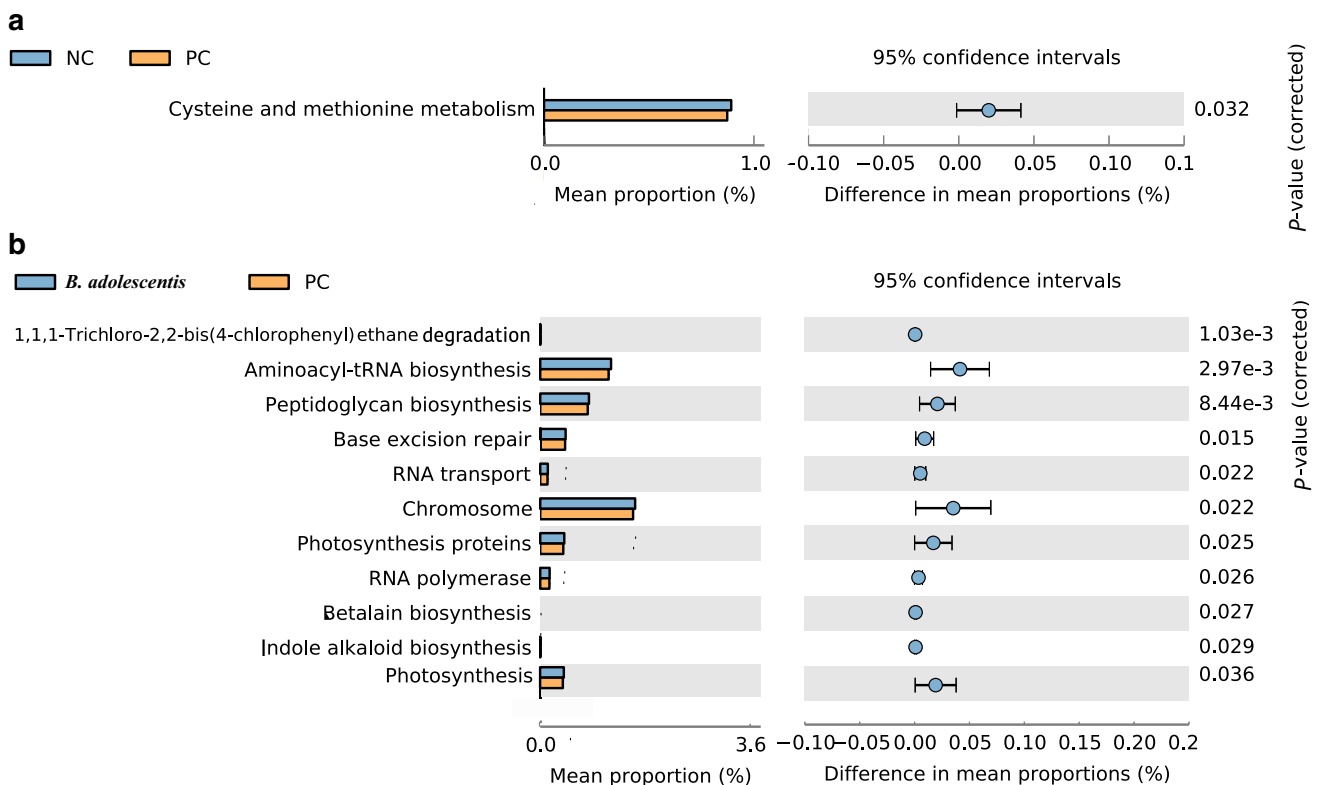 a
NC PC
95% confidence intervals
Cysteine and methionine metabolism
0.032
0.0 1.0
-0.10 −0.05 0.00 0.05 0.10 0.1
Mean proportion (%)
Difference in mean proportions (%)
P-value (corrected)
b
B. adolescentis PC
95% confidence intervals
1,1,1-Trichloro-2,2-bis(4-chlorophenyl) ethane degradation 1.03e-3
Aminoacyl-tRNA biosynthesis 2.97e-3
Peptidoglycan biosynthesis 8.44e-3
Base excision repair 0.015
RNA transport 0.022
Chromosome 0.022
Photosynthesis proteins 0.025
RNA polymerase 0.026
Betalain biosynthesis 0.027
Indole alkaloid biosynthesis 0.029
Photosynthesis 0.036
0.0 3.6
−0.10 −0.05 0.00 0.05 0.10 0.15 0.20 0.2
Mean proportion (%)
Difference in mean proportions (%)
P-value (corrected)